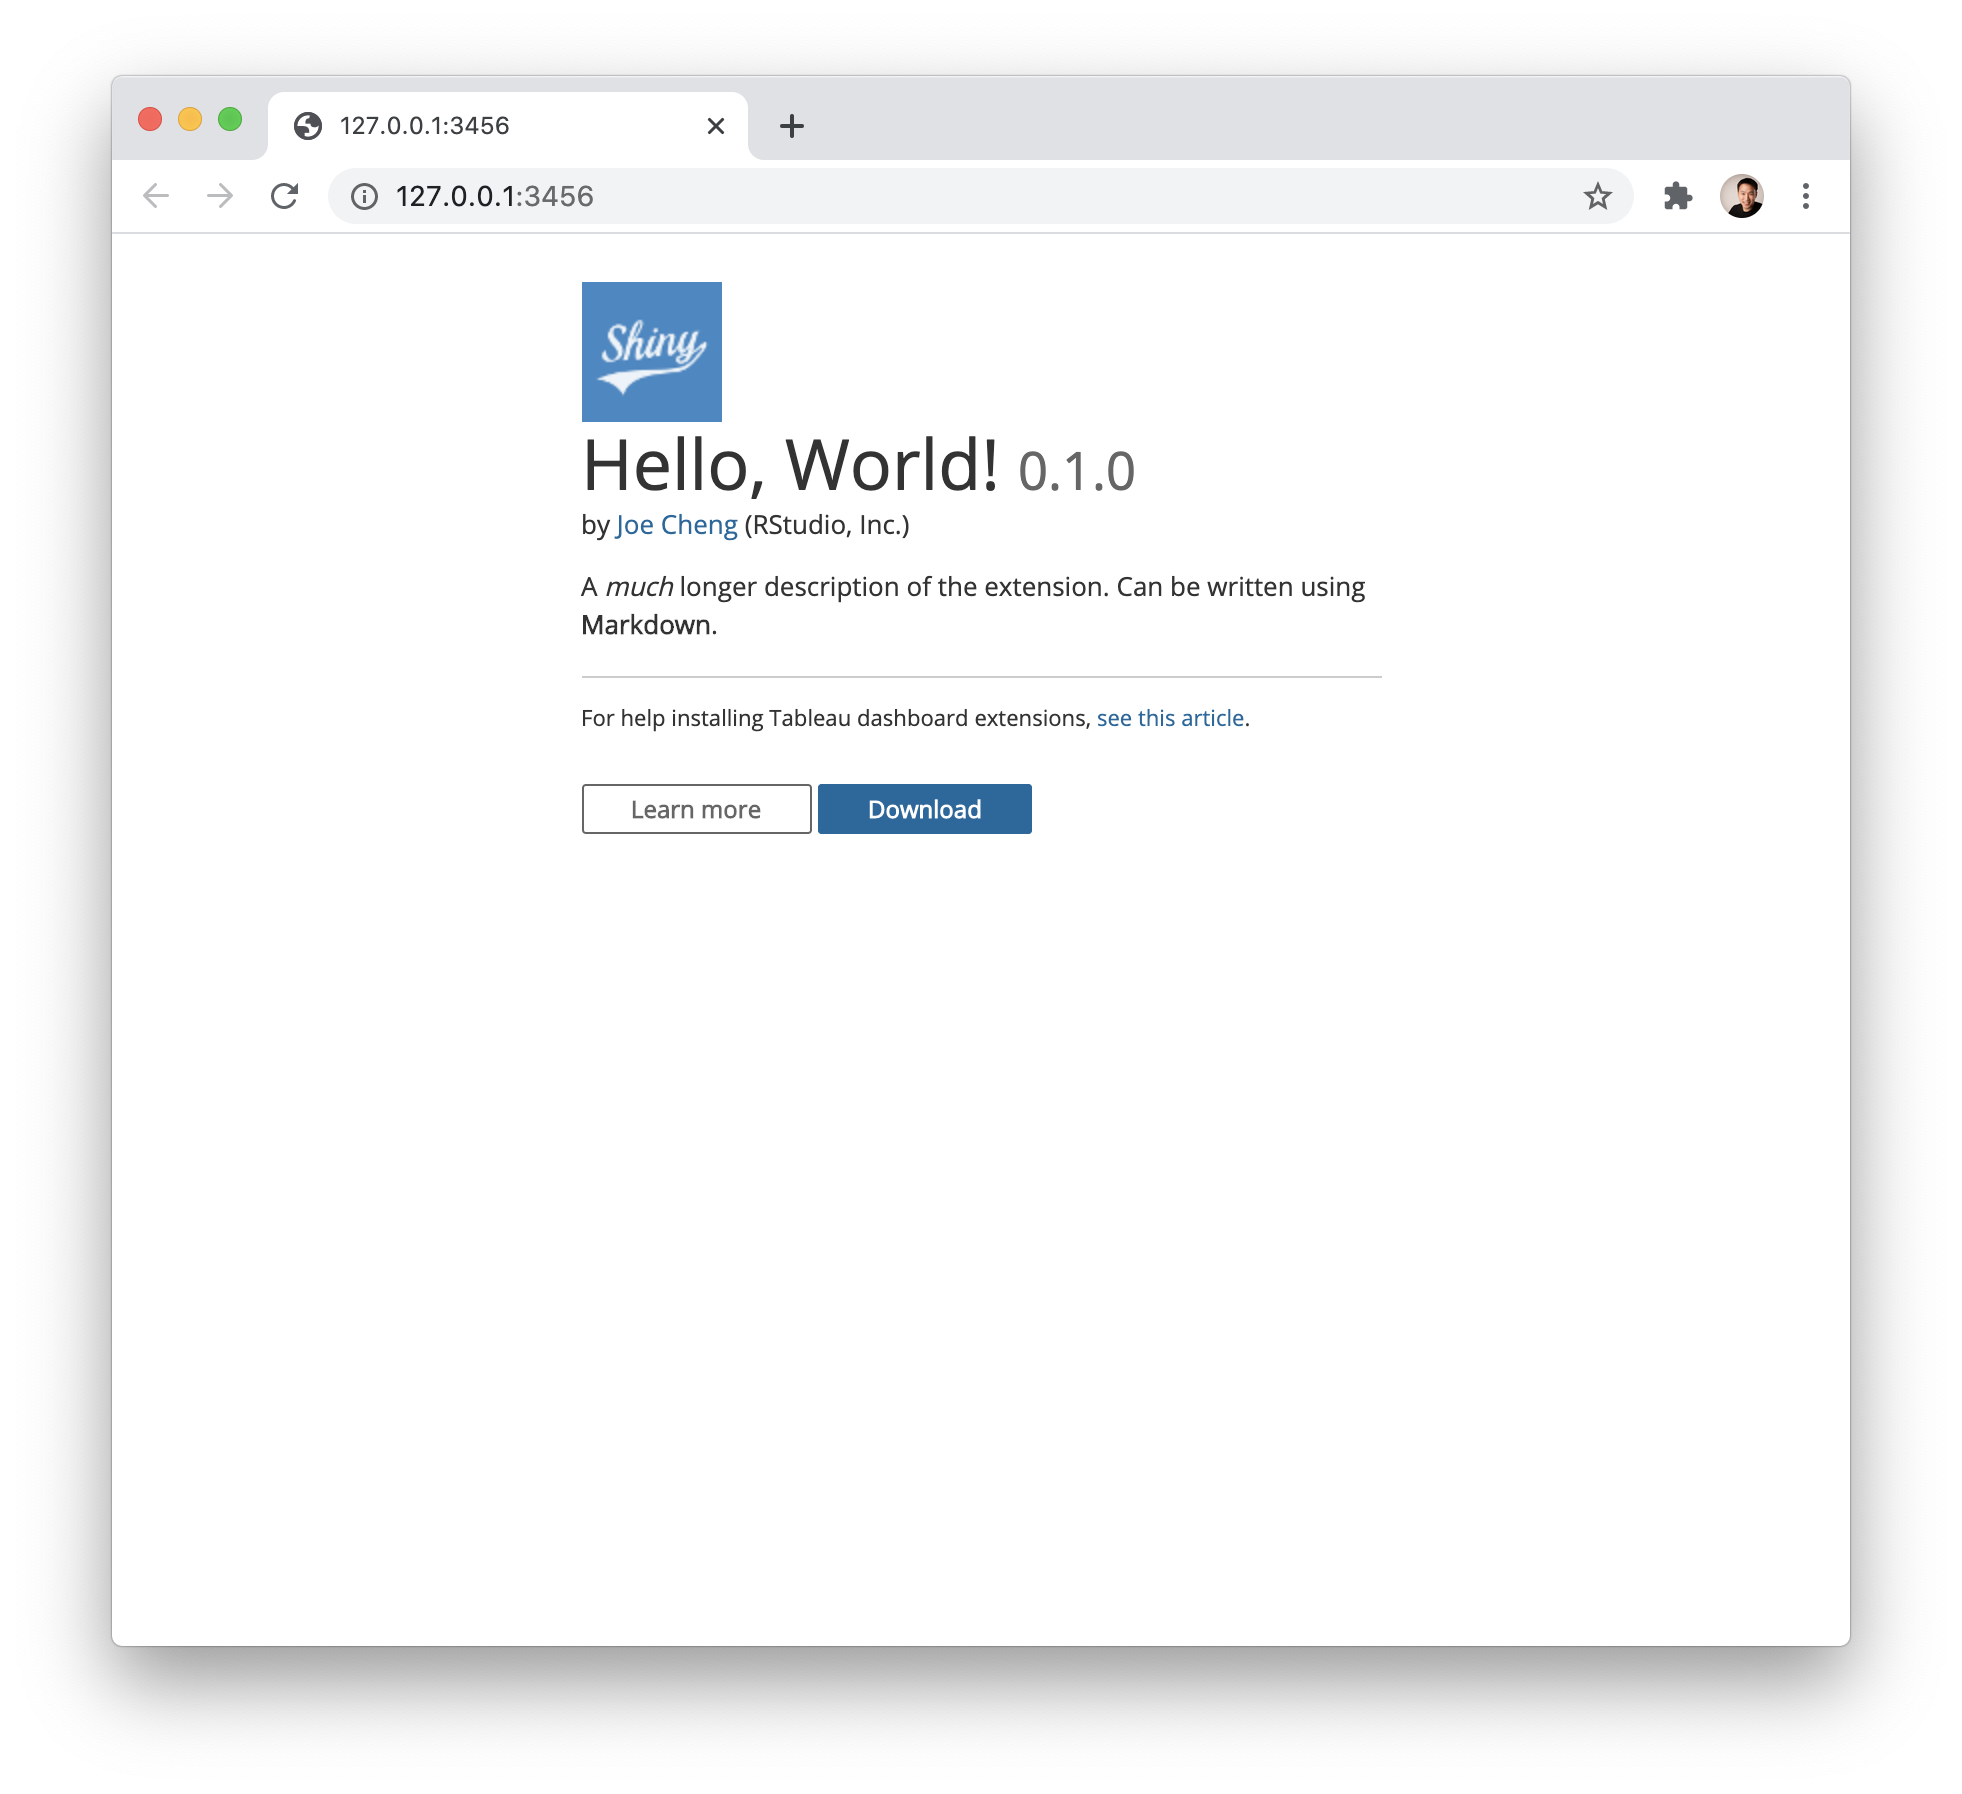 127.0.0.1:3456
127.0.0.1:3456
Shiny
Hello, World! 0.1.0
by Joe Cheng (RStudio, Inc.)
A much longer description of the extension. Can be written using
Markdown.
For help installing Tableau dashboard extensions, see this article.
Learn more Download